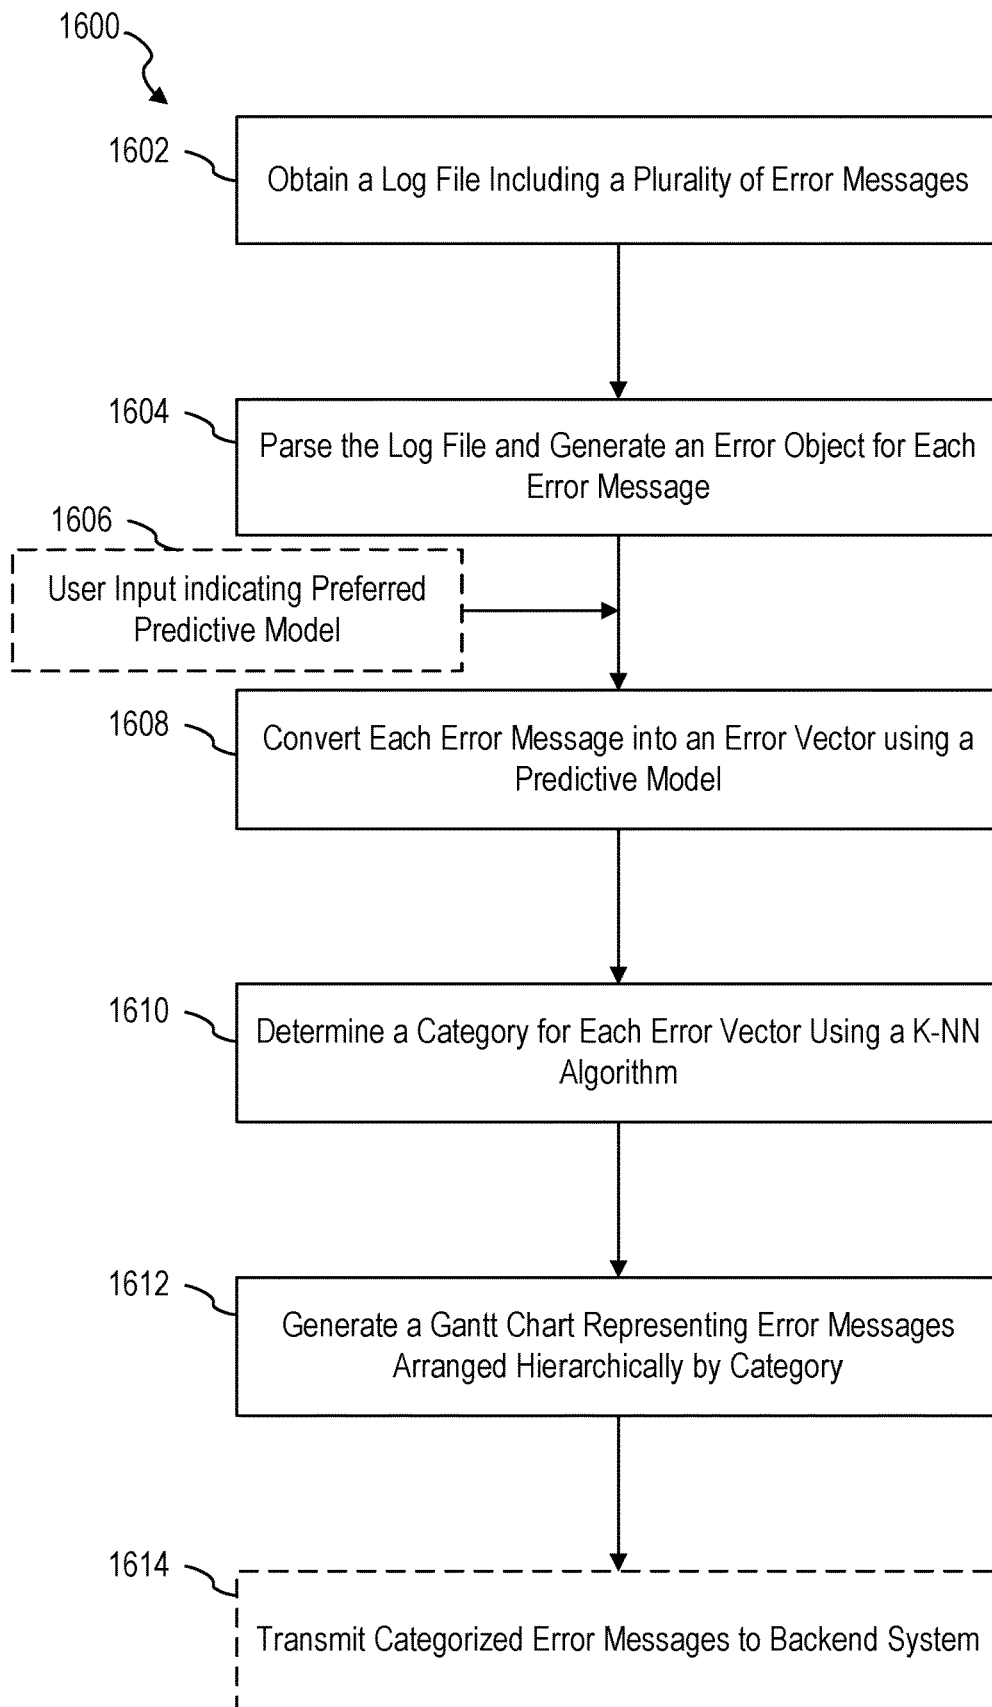 1600
1602
Obtain a Log File Including a Plurality of Error Messages
1604
Parse the Log File and Generate an Error Object for Each
Error Message
1606
User Input indicating Preferred
Predictive Model
1608
Convert Each Error Message into an Error Vector using a
Predictive Model
1610
Determine a Category for Each Error Vector Using a K-NN
Algorithm
1612
Generate a Gantt Chart Representing Error Messages
Arranged Hierarchically by Category
1614
Transmit Categorized Error Messages to Backend System